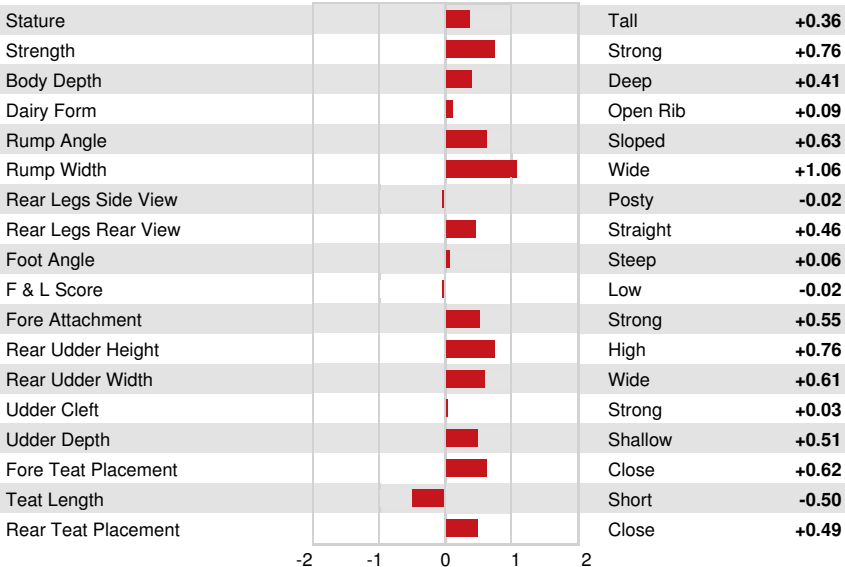 Stature Tall +0.36
Strength Strong +0.76
Body Depth Deep +0.41
Dairy Form Open Rib +0.09
Rump Angle Sloped +0.63
Rump Width Wide +1.06
Rear Legs Side View Posty -0.02
Rear Legs Rear View Straight +0.46
Foot Angle Steep +0.06
F & L Score Low -0.02
Fore Attachment Strong +0.55
Rear Udder Height High +0.76
Rear Udder Width Wide +0.61
Udder Cleft Strong +0.03
Udder Depth Shallow +0.51
Fore Teat Placement Close +0.62
Teat Length Short -0.50
Rear Teat Placement Close +0.49
-2 -1 0 1 2